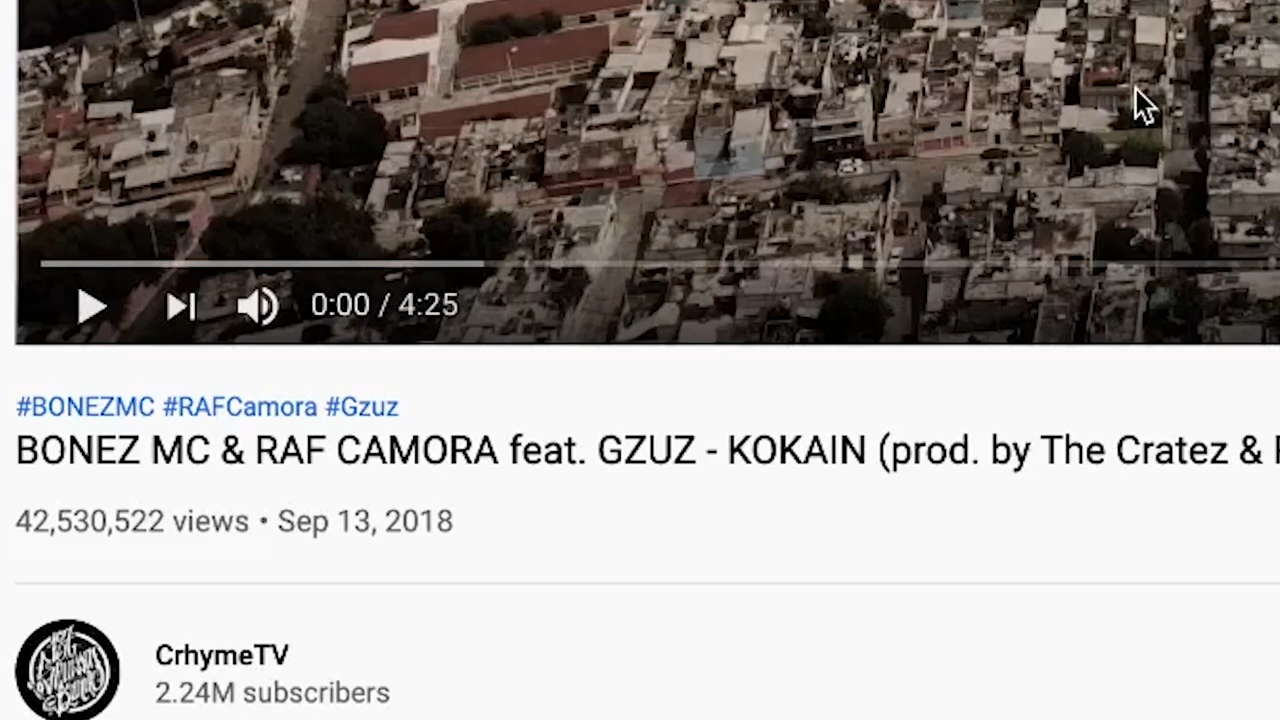 0:00 / 4:25
#BONEZMC #RAFCamora #Gzuz
BONEZ MC & RAF CAMORA feat. GZUZ - KOKAIN (prod. by The Cratez &
42,530,522 views • Sep 13, 2018
CrhymeTV
2.24M subscribers